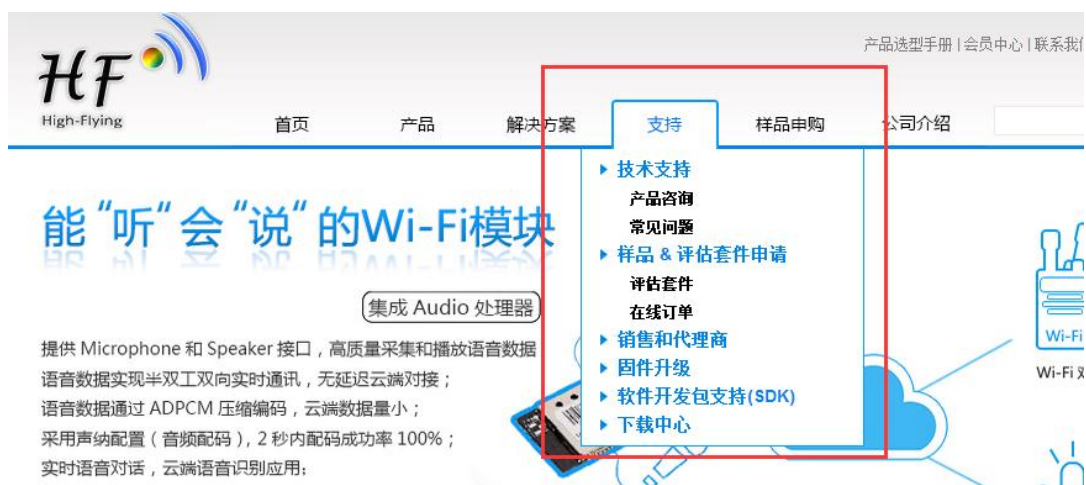 HF
High-Flying
产品选型手册 | 会员中心 | 联系我们
首页 产品 解决方案 支持 样品申购 公司介绍
技术支持
产品咨询
常见问题
样品 & 评估套件申请
评估套件
在线订单
销售和代理商
固件升级
软件开发包支持(SDK)
下载中心
能“听“会“说“的Wi-Fi模块
集成 Audio 处理器
提供 Microphone 和 Speaker 接口，高质量采集和播放语音数据
语音数据实现半双工双向实时通讯，无延迟云端对接；
语音数据通过 ADPCM 压缩编码，云端数据量小；
采用声纳配置（音频配码），2 秒内配码成功率 100%；
实时语音对话，云端语音识别应用;
Wi-Fi
Wi-Fi